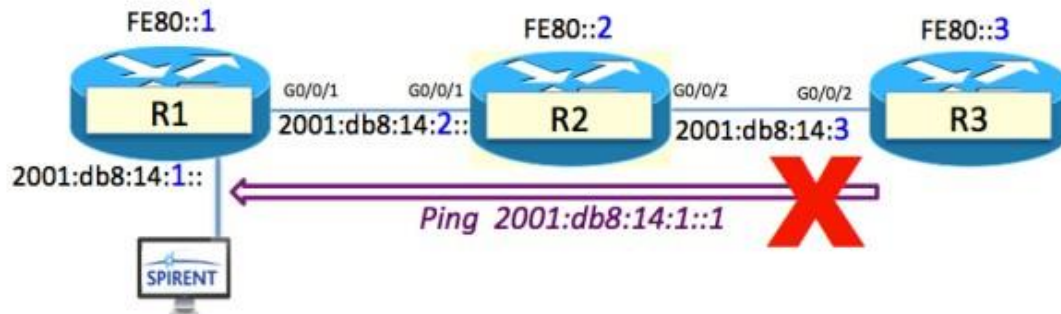 FE80::1
FE80::2
FE80::3
G0/0/1
G0/0/1
G0/0/2
G0/0/2
R1
R2
R3
2001:db8:14:2::
2001:db8:14:3
2001:db8:14:1::
Ping 2001:db8:14:1::1
SPIRENT